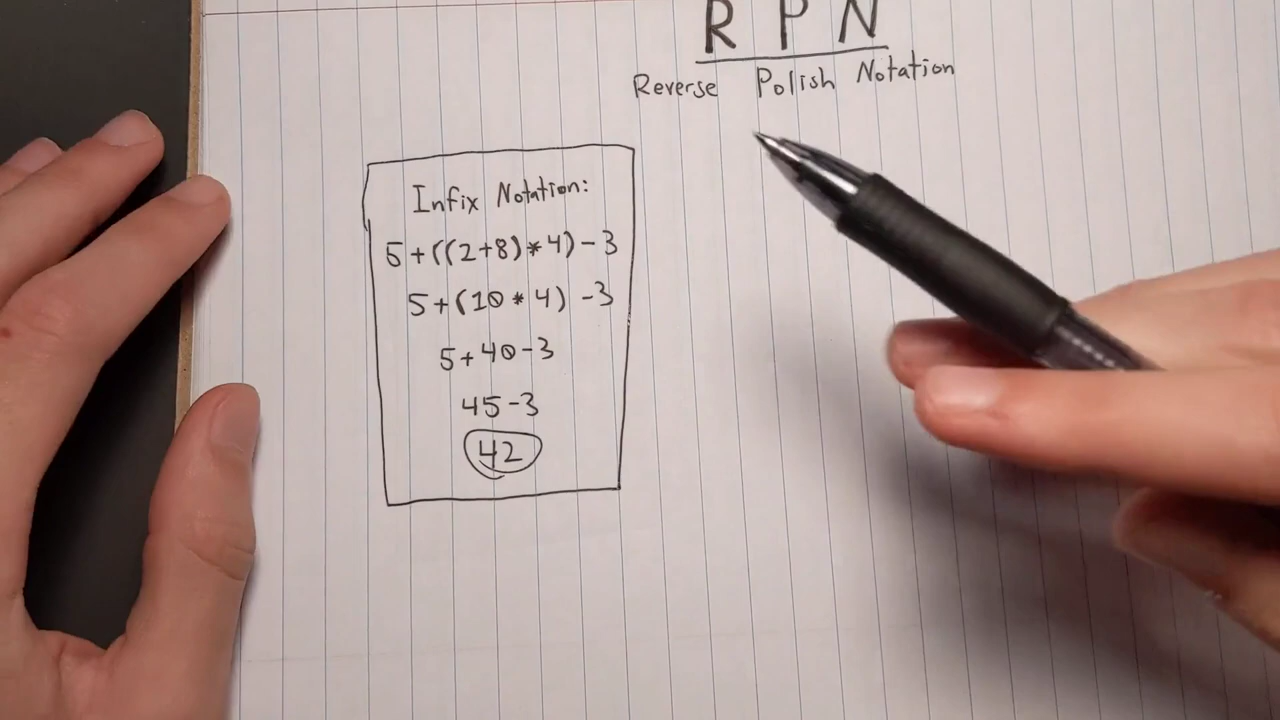 R P N
Reverse Polish Notation
Infix Notation:
5+((2+8)*4)-3
5+(10*4)-3
5+40-3
45-3
42